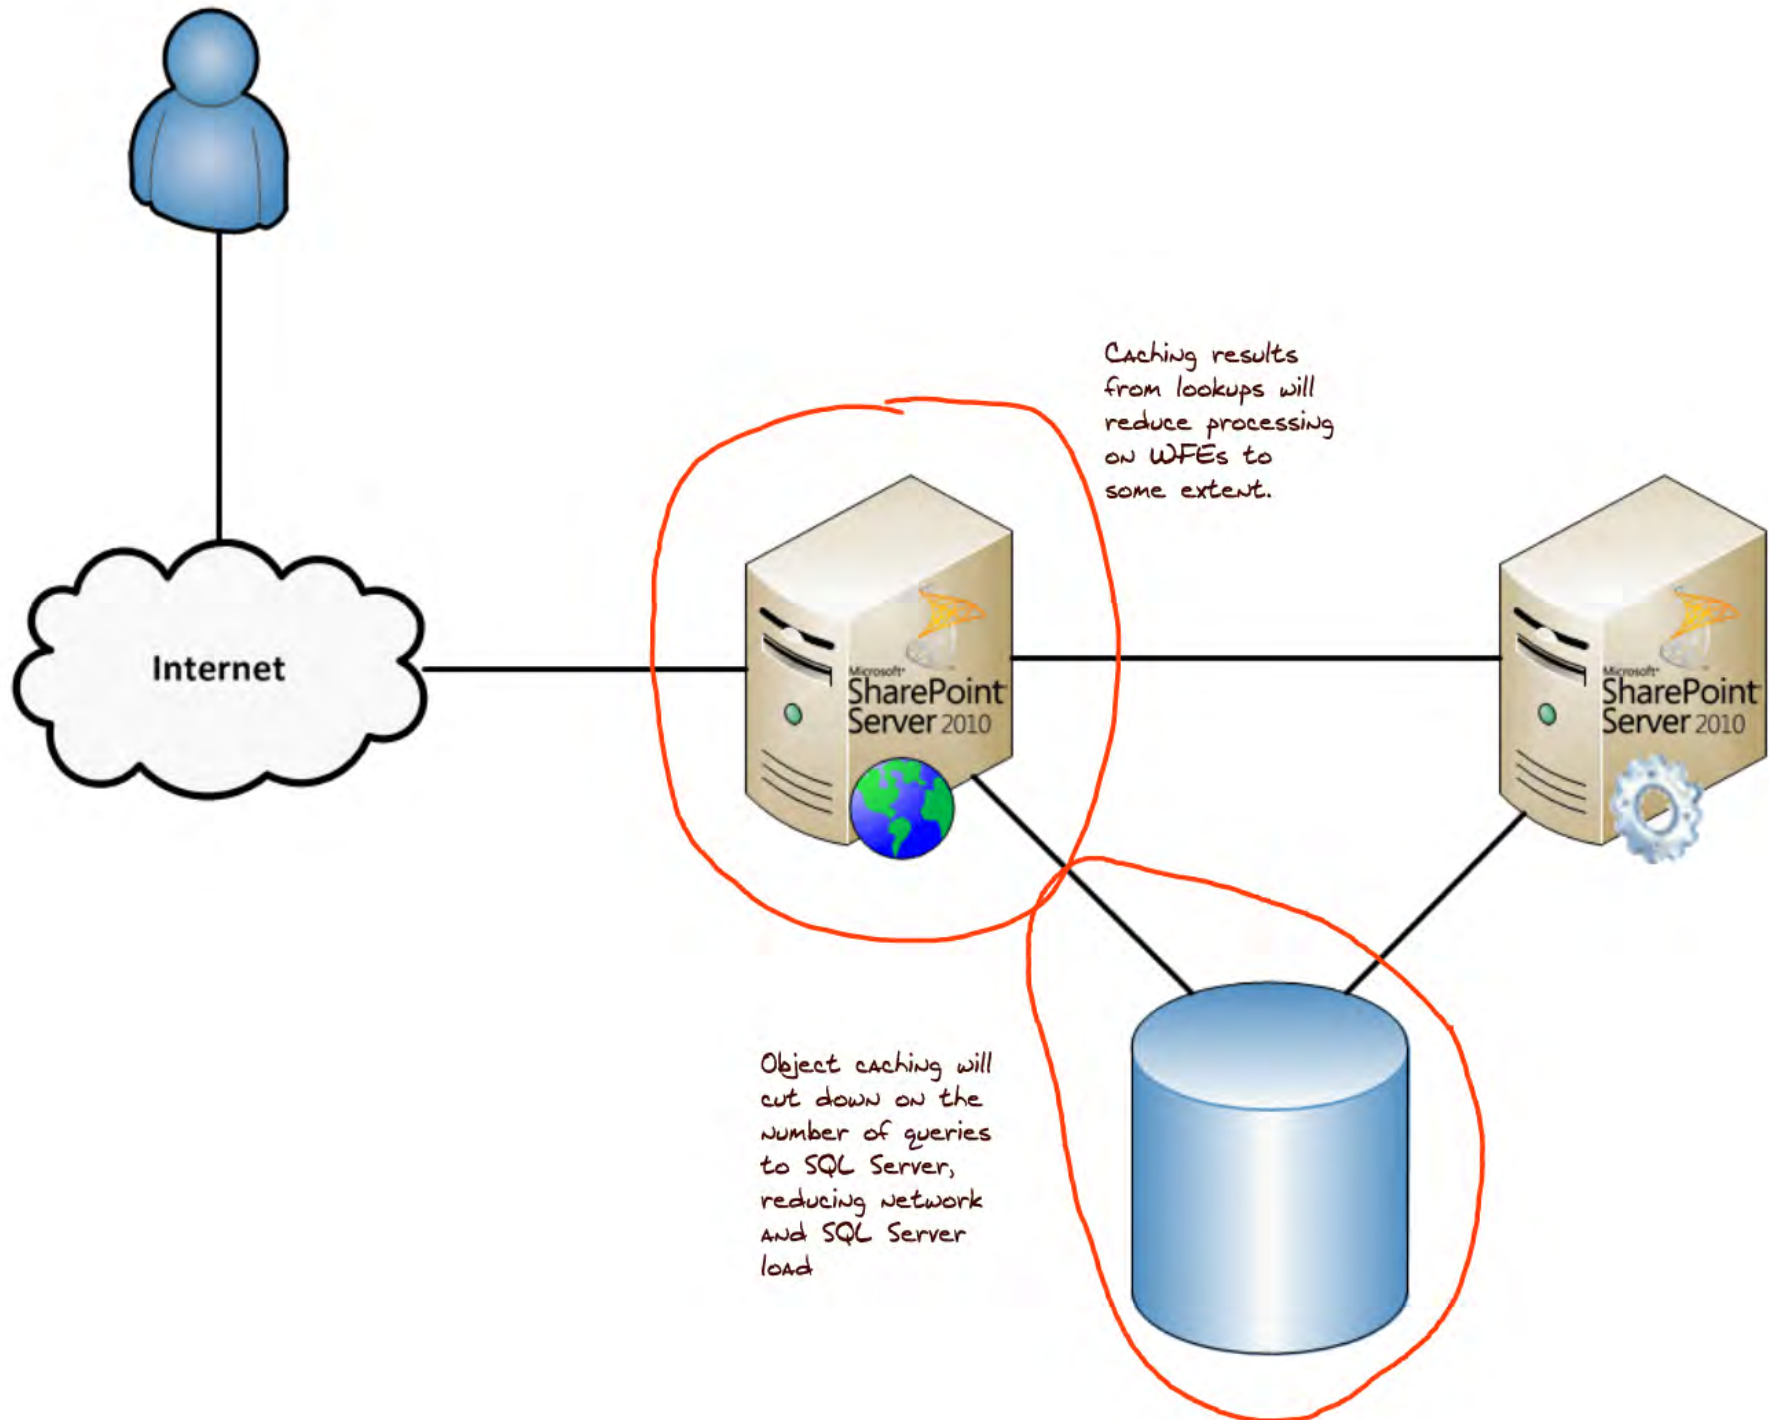 Caching results
from lookups will
reduce processing
on WFEs to
some extent.
Internet
Microsoft®
SharePoint
Server 2010
Microsoft®
SharePoint
Server 2010
Object caching will
cut down on the
number of queries
to SQL Server,
reducing network
and SQL Server
load